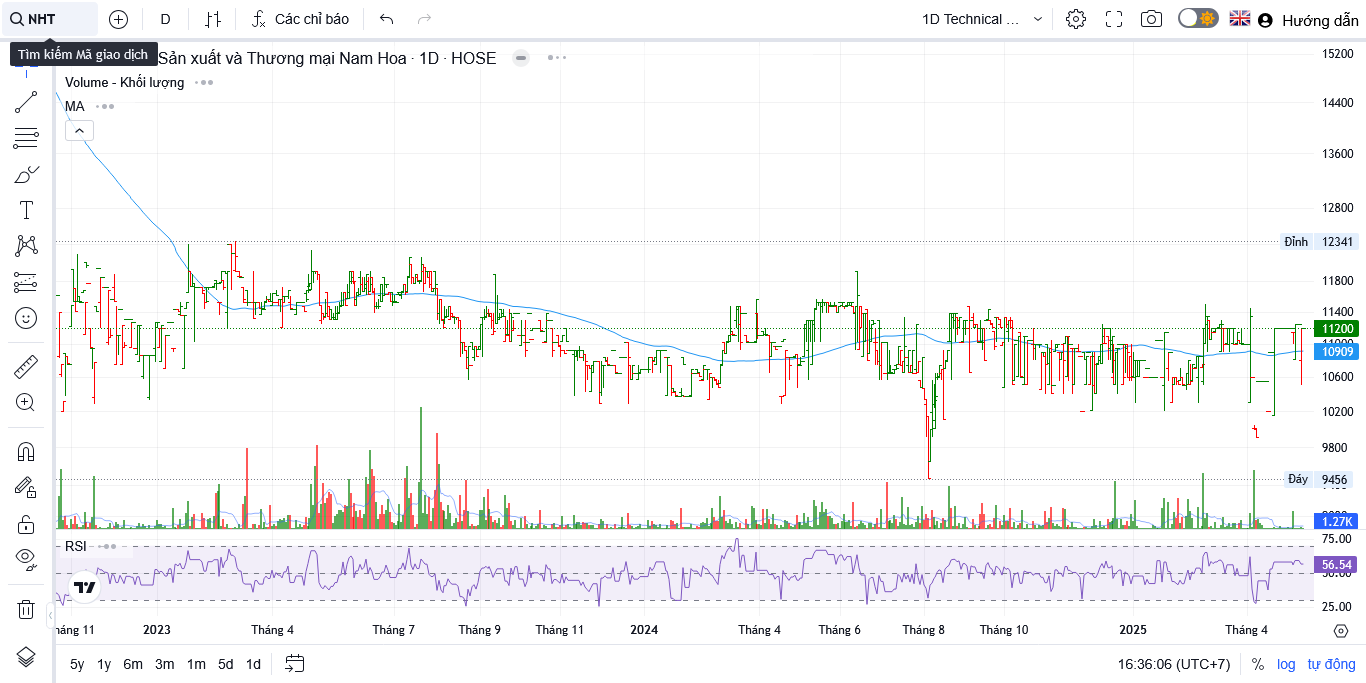 NHT
D
Các chỉ báo
1D Technical ...
Hướng dẫn
Tìm kiếm Mã giao dịch
Sản xuất và Thương mại Nam Hoa · 1D · HOSE
Volume - Khối lượng
MA
15200
14400
13600
12800
Đỉnh 12341
11800
11400
11200
10909
10600
10200
9800
Đáy 9456
1.27K
RSI
75.00
56.54
50.00
25.00
háng 11 2023 Tháng 4 Tháng 7 Tháng 9 Tháng 11 2024 Tháng 4 Tháng 6 Tháng 8 Tháng 10 2025 Tháng 4
5y 1y 6m 3m 1m 5d 1d
16:36:06 (UTC+7) % log tự động